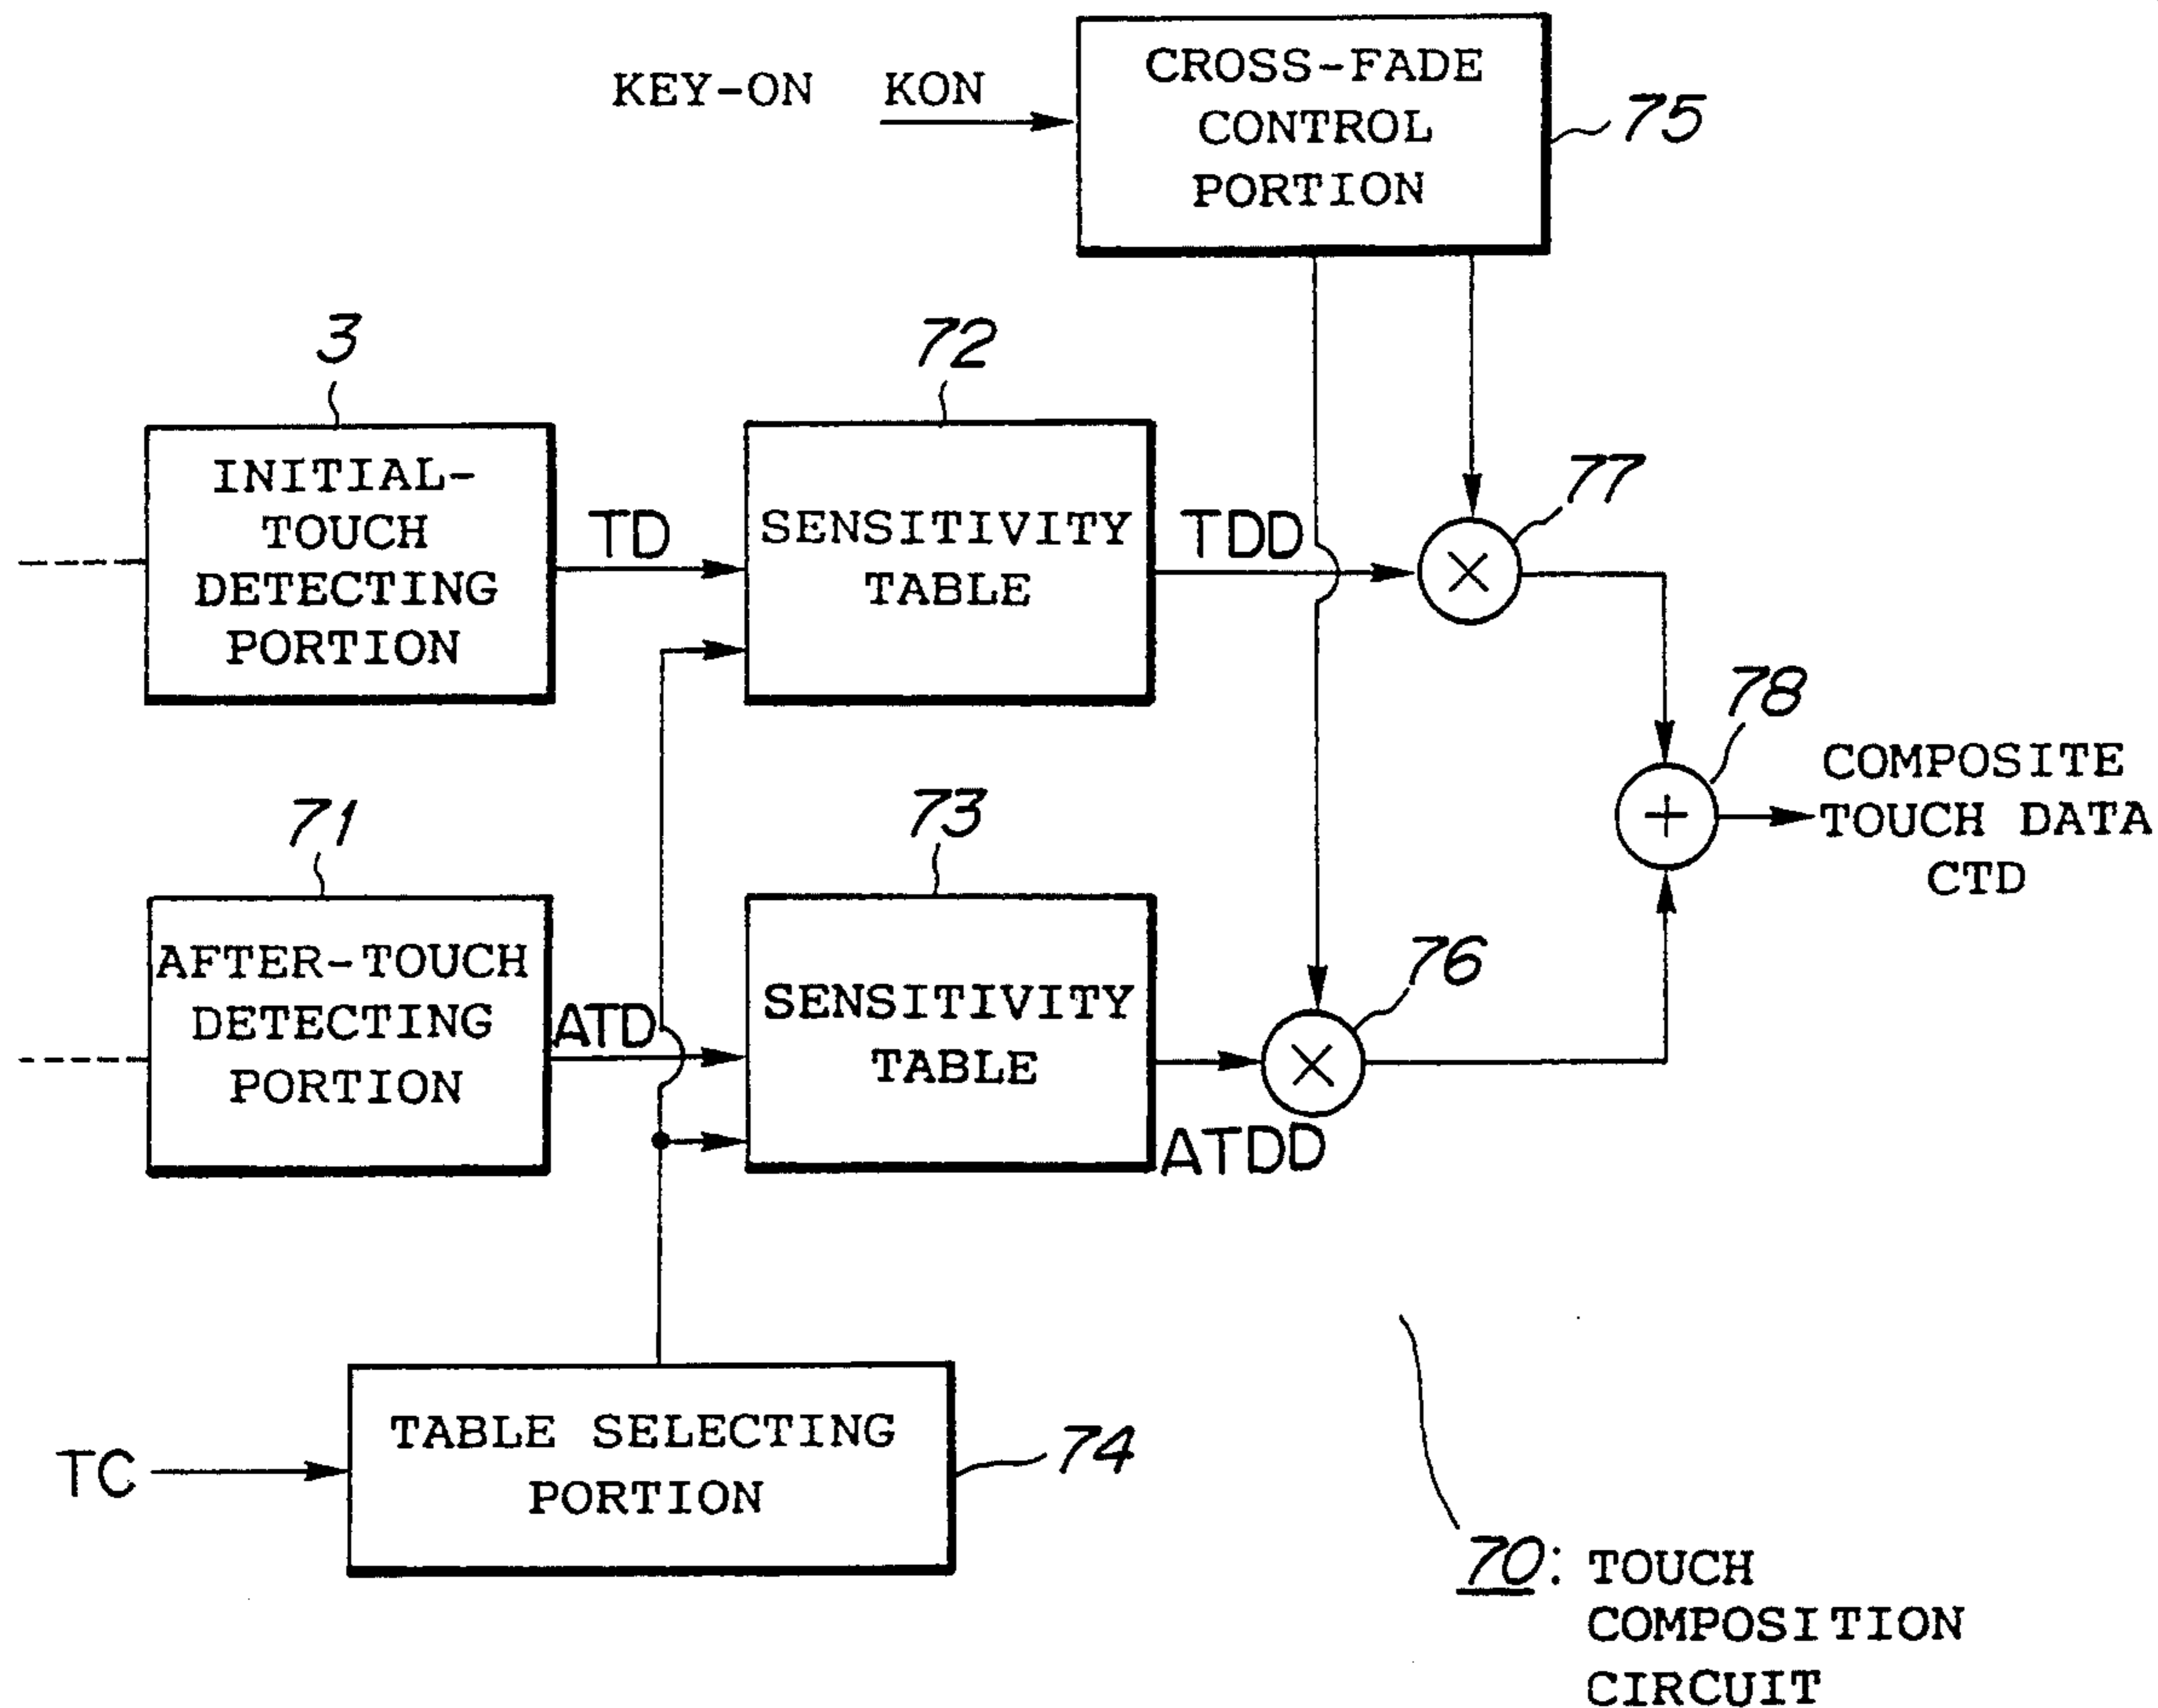 KEY-ON KON
CROSS-FADE
CONTROL
PORTION
75
3
INITIAL-
TOUCH
DETECTING
PORTION
TD
72
SENSITIVITY
TABLE
TDD
77
78
COMPOSITE
TOUCH DATA
CTD
71
AFTER-TOUCH
DETECTING
PORTION
ATD
73
SENSITIVITY
TABLE
ATDD
76
TC
TABLE SELECTING
PORTION
74
70: TOUCH
COMPOSITION
CIRCUIT